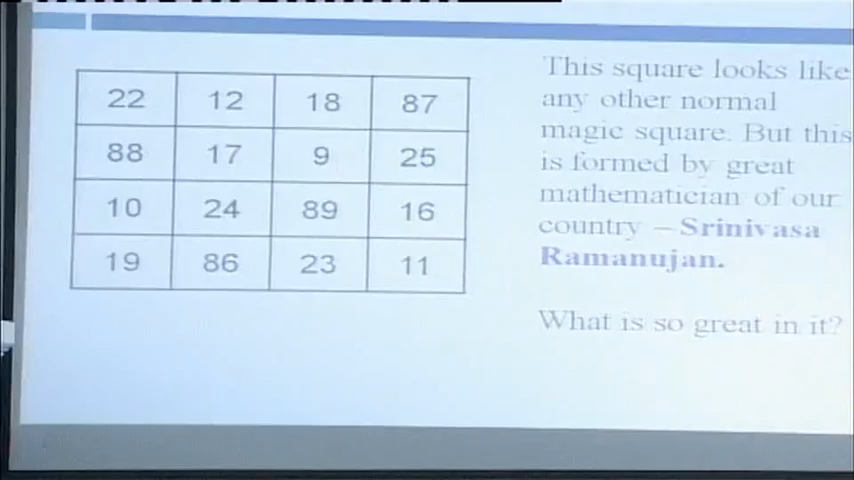 22 12 18 87
88 17 9 25
10 24 89 16
19 86 23 11
This square looks like
any other normal
magic square. But this
is formed by great
mathematician of our
country – Srinivasa
Ramanujan.
What is so great in it?